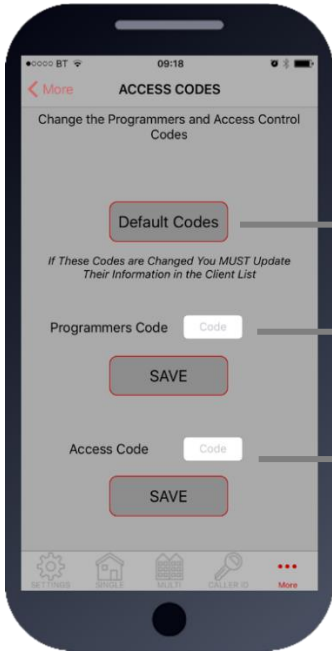 BT 09:18
More ACCESS CODES
Change the Programmers and Access Control
Codes
Default Codes
If These Codes are Changed You MUST Update
Their Information in the Client List
Programmers Code Code
SAVE
Access Code Code
SAVE
SETTINGS SINGLE MULTI CALLER ID More